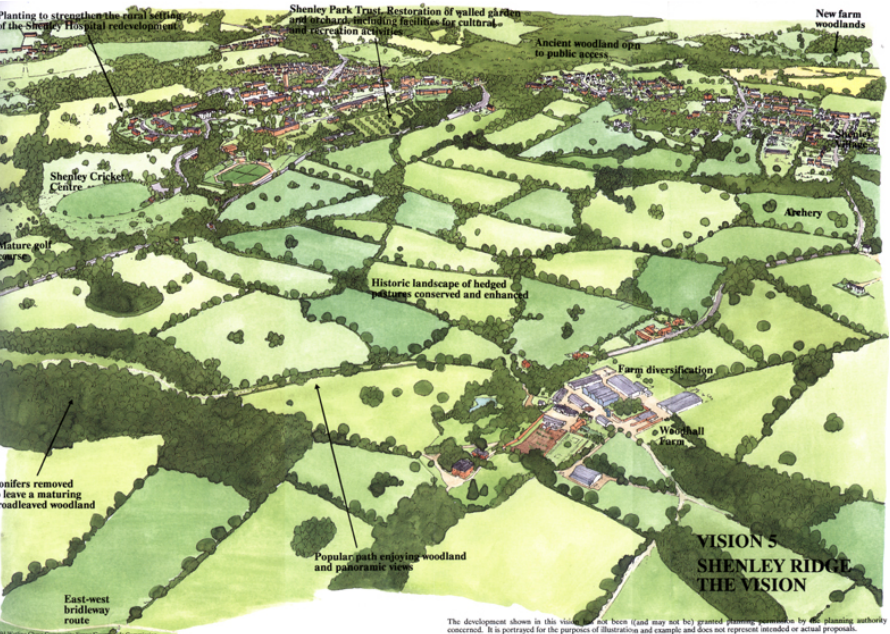 Planting to strengthen the rural setting
of the Shenley Hospital redevelopment
Shenley Park Trust. Restoration of walled garden
and orchard, including facilities for cultural
and recreation activities
Ancient woodland opn
to public access
New farm
woodlands
Shenley
Village
Shenley Cricket
Centre
Archery
Mature golf
course
Historic landscape of hedged
pastures conserved and enhanced
Farm diversification
Woodhall
Farm
onifers removed
leave a maturing
roadleaved woodland
Popular path enjoying woodland
and panoramic views
East-west
bridleway
route
VISION 5
SHENLEY RIDGE
THE VISION
The development shown in this vision has not been ((and may not be) granted planning permission by the planning authority
concerned. It is portrayed for the purposes of illustration and example and does not represent intended or actual proposals.